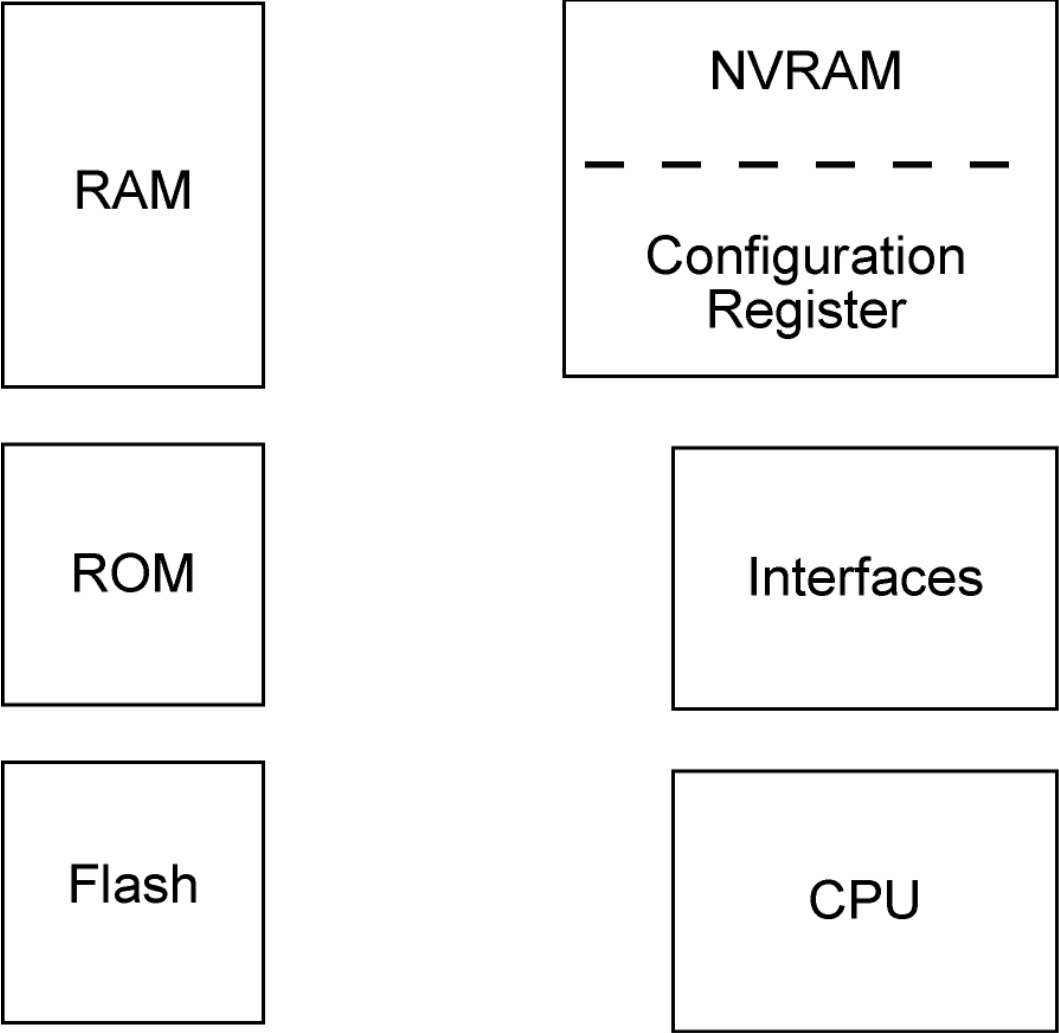 RAM
NVRAM
Configuration
Register
ROM
Interfaces
Flash
CPU